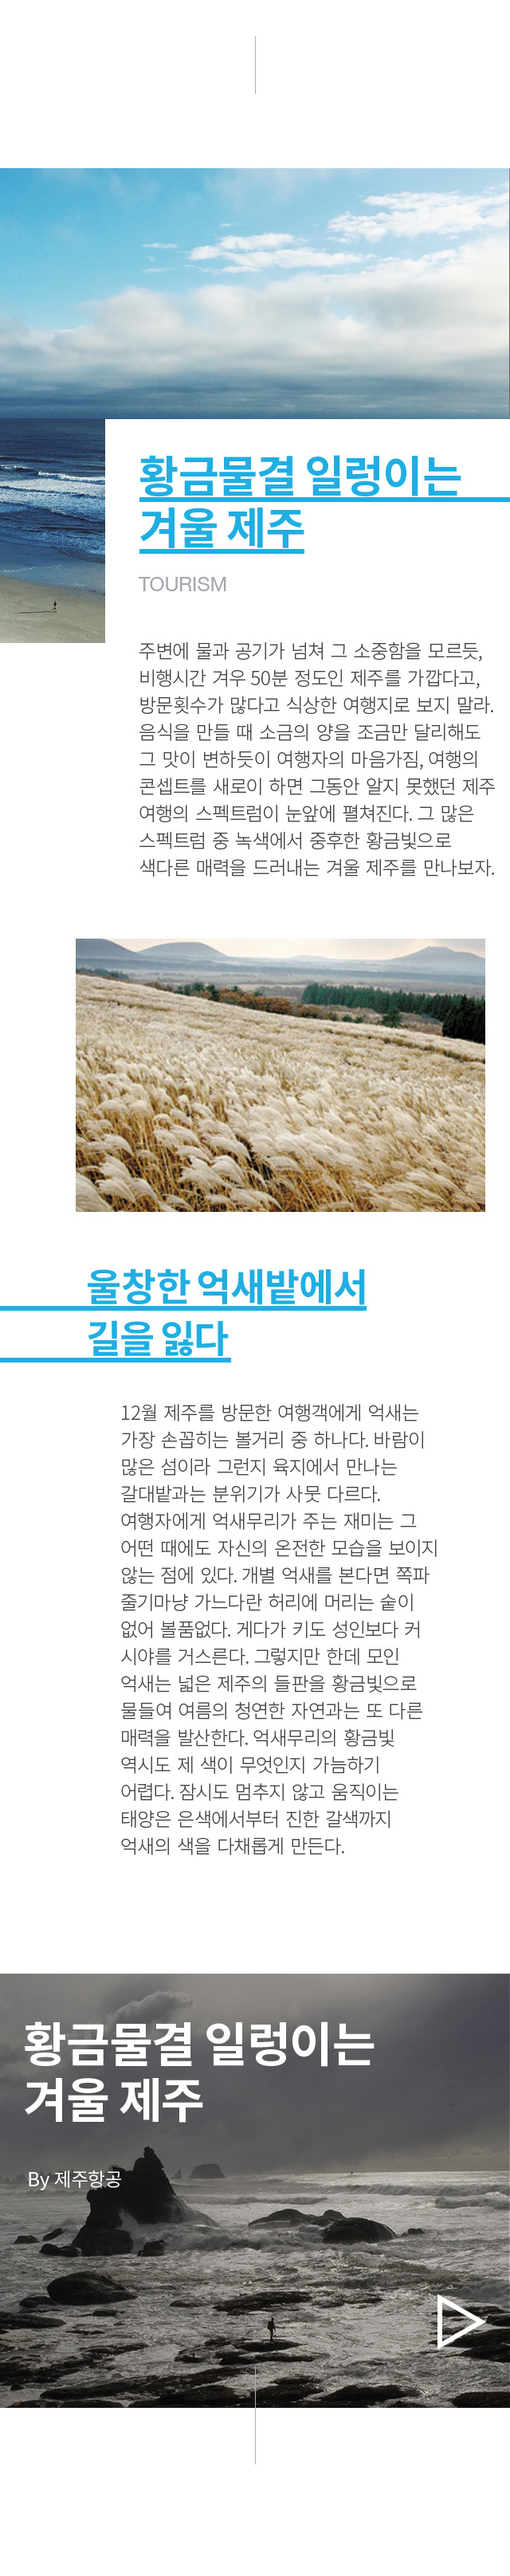 황금물결 일렁이는
겨울 제주
TOURISM
주변에 물과 공기가 넘쳐 그 소중함을 모르듯,
비행시간 겨우 50분 정도인 제주를 가깝다고,
방문횟수가 많다고 식상한 여행지로 보지 말라.
음식을 만들 때 소금의 양을 조금만 달리해도
그 맛이 변하듯이 여행자의 마음가짐, 여행의
콘셉트를 새로이 하면 그동안 알지 못했던 제주
여행의 스펙트럼이 눈앞에 펼쳐진다. 그 많은
스펙트럼 중 녹색에서 중후한 황금빛으로
색다른 매력을 드러내는 겨울 제주를 만나보자.
울창한 억새밭에서
길을 잃다
12월 제주를 방문한 여행객에게 억새는
가장 손꼽히는 볼거리 중 하나다. 바람이
많은 섬이라 그런지 육지에서 만나는
갈대밭과는 분위기가 사뭇 다르다.
여행자에게 억새무리가 주는 재미는 그
어떤 때에도 자신의 온전한 모습을 보이지
않는 점에 있다. 개별 억새를 본다면 쪽파
줄기마냥 가느다란 허리에 머리는 숱이
없어 볼품없다. 게다가 키도 성인보다 커
시야를 거스른다. 그렇지만 한데 모인
억새는 넓은 제주의 들판을 황금빛으로
물들여 여름의 청연한 자연과는 또 다른
매력을 발산한다. 억새무리의 황금빛
역시도 제 색이 무엇인지 가늠하기
어렵다. 잠시도 멈추지 않고 움직이는
태양은 은색에서부터 진한 갈색까지
억새의 색을 다채롭게 만든다.
황금물결 일렁이는
겨울 제주
By 제주항공